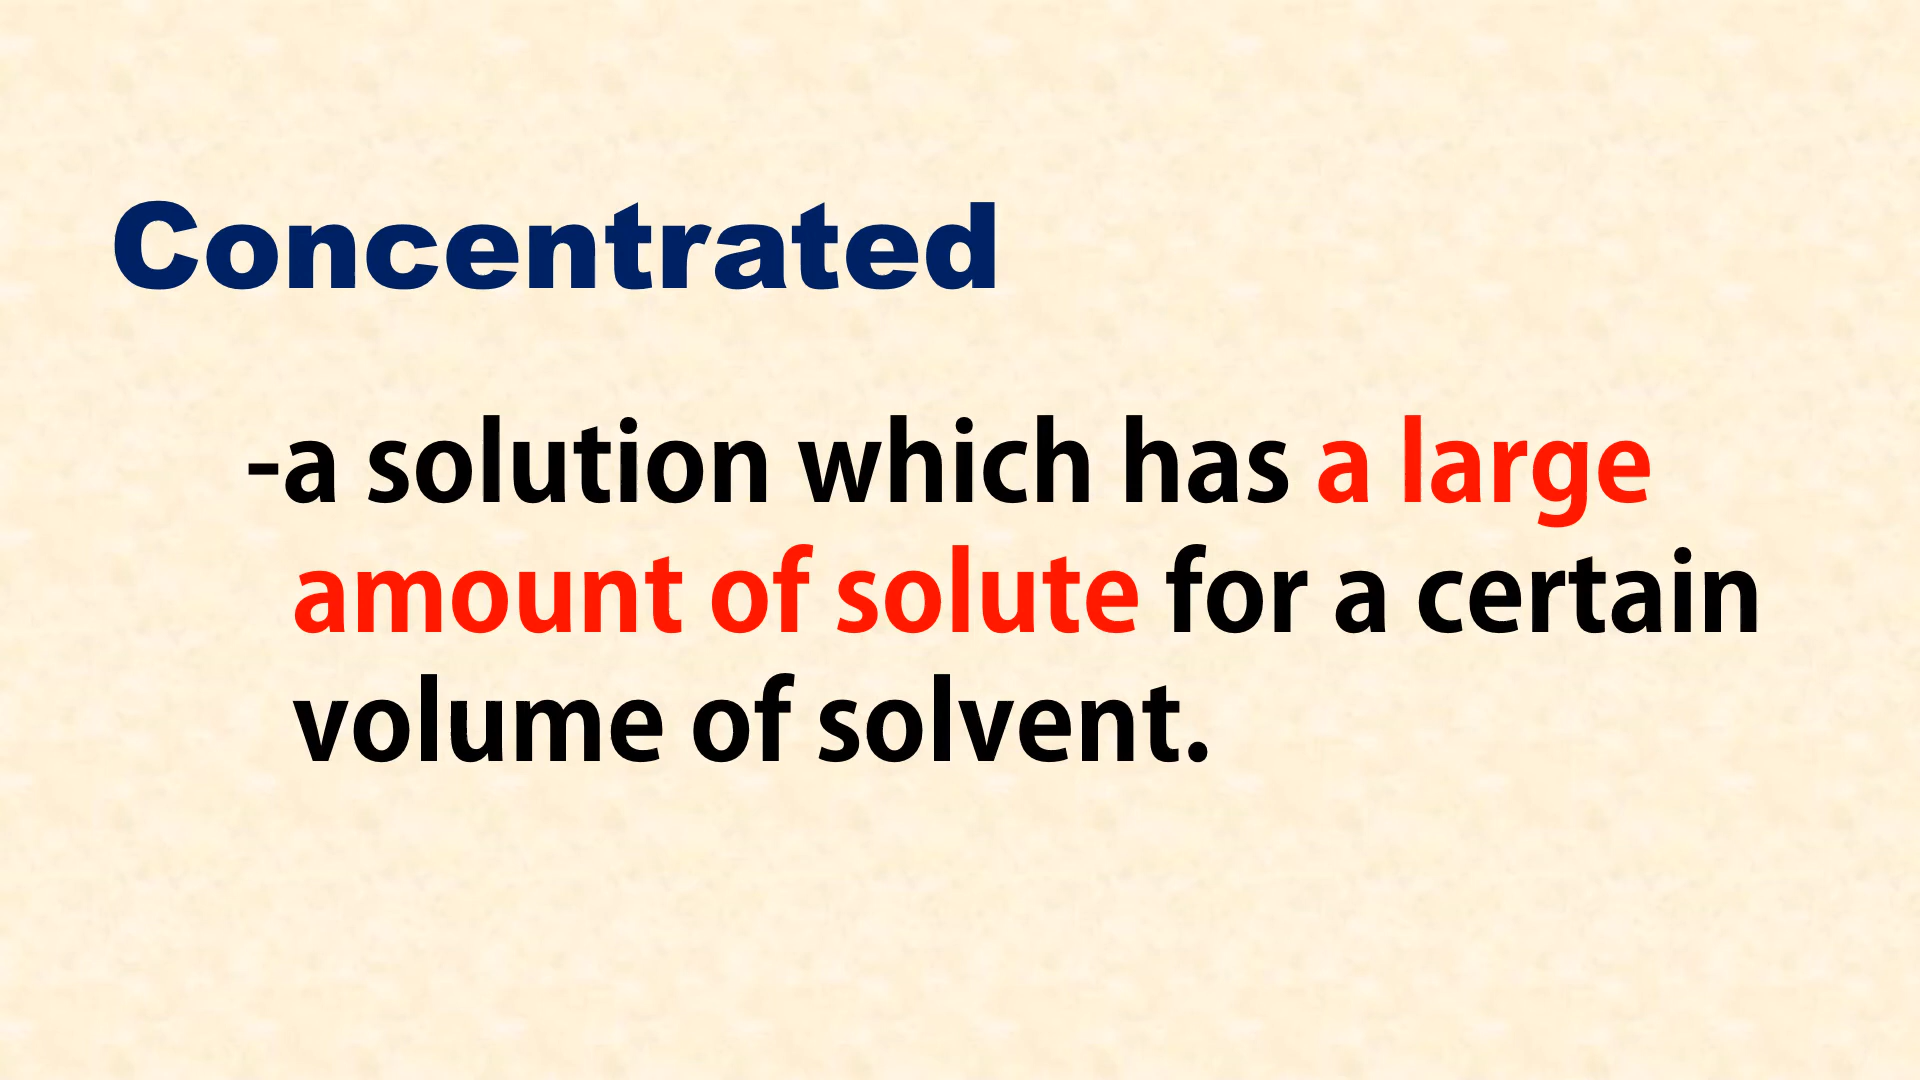 Concentrated
-a solution which has a large
amount of solute for a certain
volume of solvent.